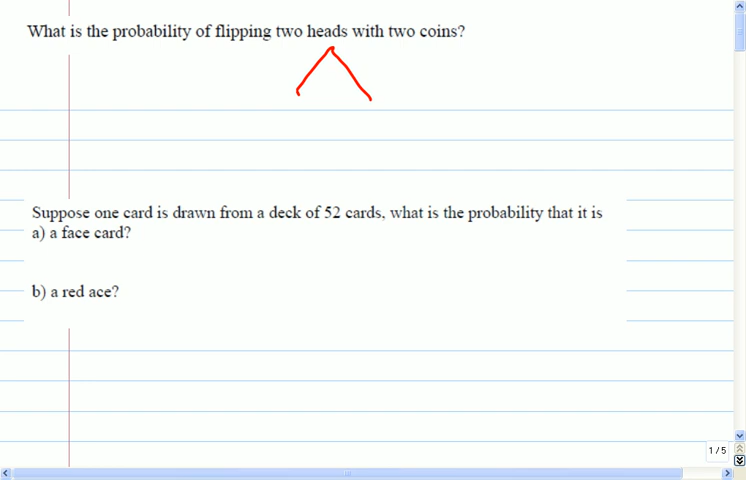 What is the probability of flipping two heads with two coins?
Suppose one card is drawn from a deck of 52 cards, what is the probability that it is
a) a face card?
b) a red ace?
1/5